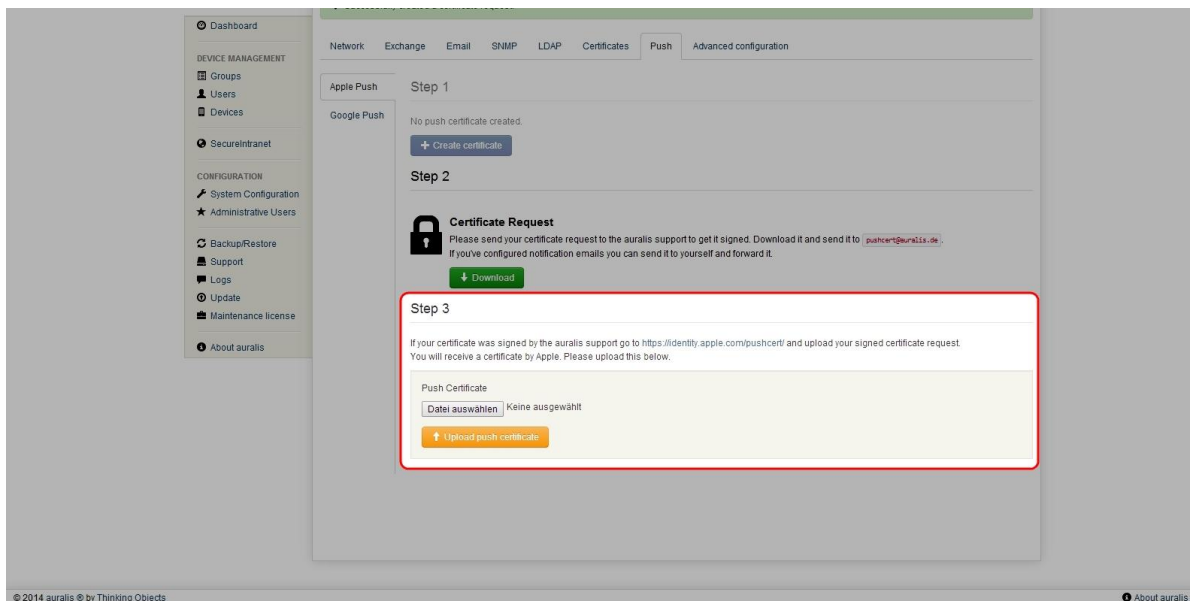 Successfully created a certificate request.
Dashboard
DEVICE MANAGEMENT
Groups
Users
Devices
SecureIntranet
CONFIGURATION
System Configuration
Administrative Users
Backup/Restore
Support
Logs
Update
Maintenance license
About auralis
Network Exchange Email SNMP LDAP Certificates Push Advanced configuration
Apple Push
Google Push
Step 1
No push certificate created.
Create certificate
Step 2
Certificate Request
Please send your certificate request to the auralis support to get it signed. Download it and send it to pushcert@auralis.de.
If you've configured notification emails you can send it to yourself and forward it.
Download
Step 3
If your certificate was signed by the auralis support go to https://identity.apple.com/pushcert/ and upload your signed certificate request.
You will receive a certificate by Apple. Please upload this below.
Push Certificate
Datei auswählen Keine ausgewählt
Upload push certificate
© 2014 auralis ® by Thinking Objects
About auralis